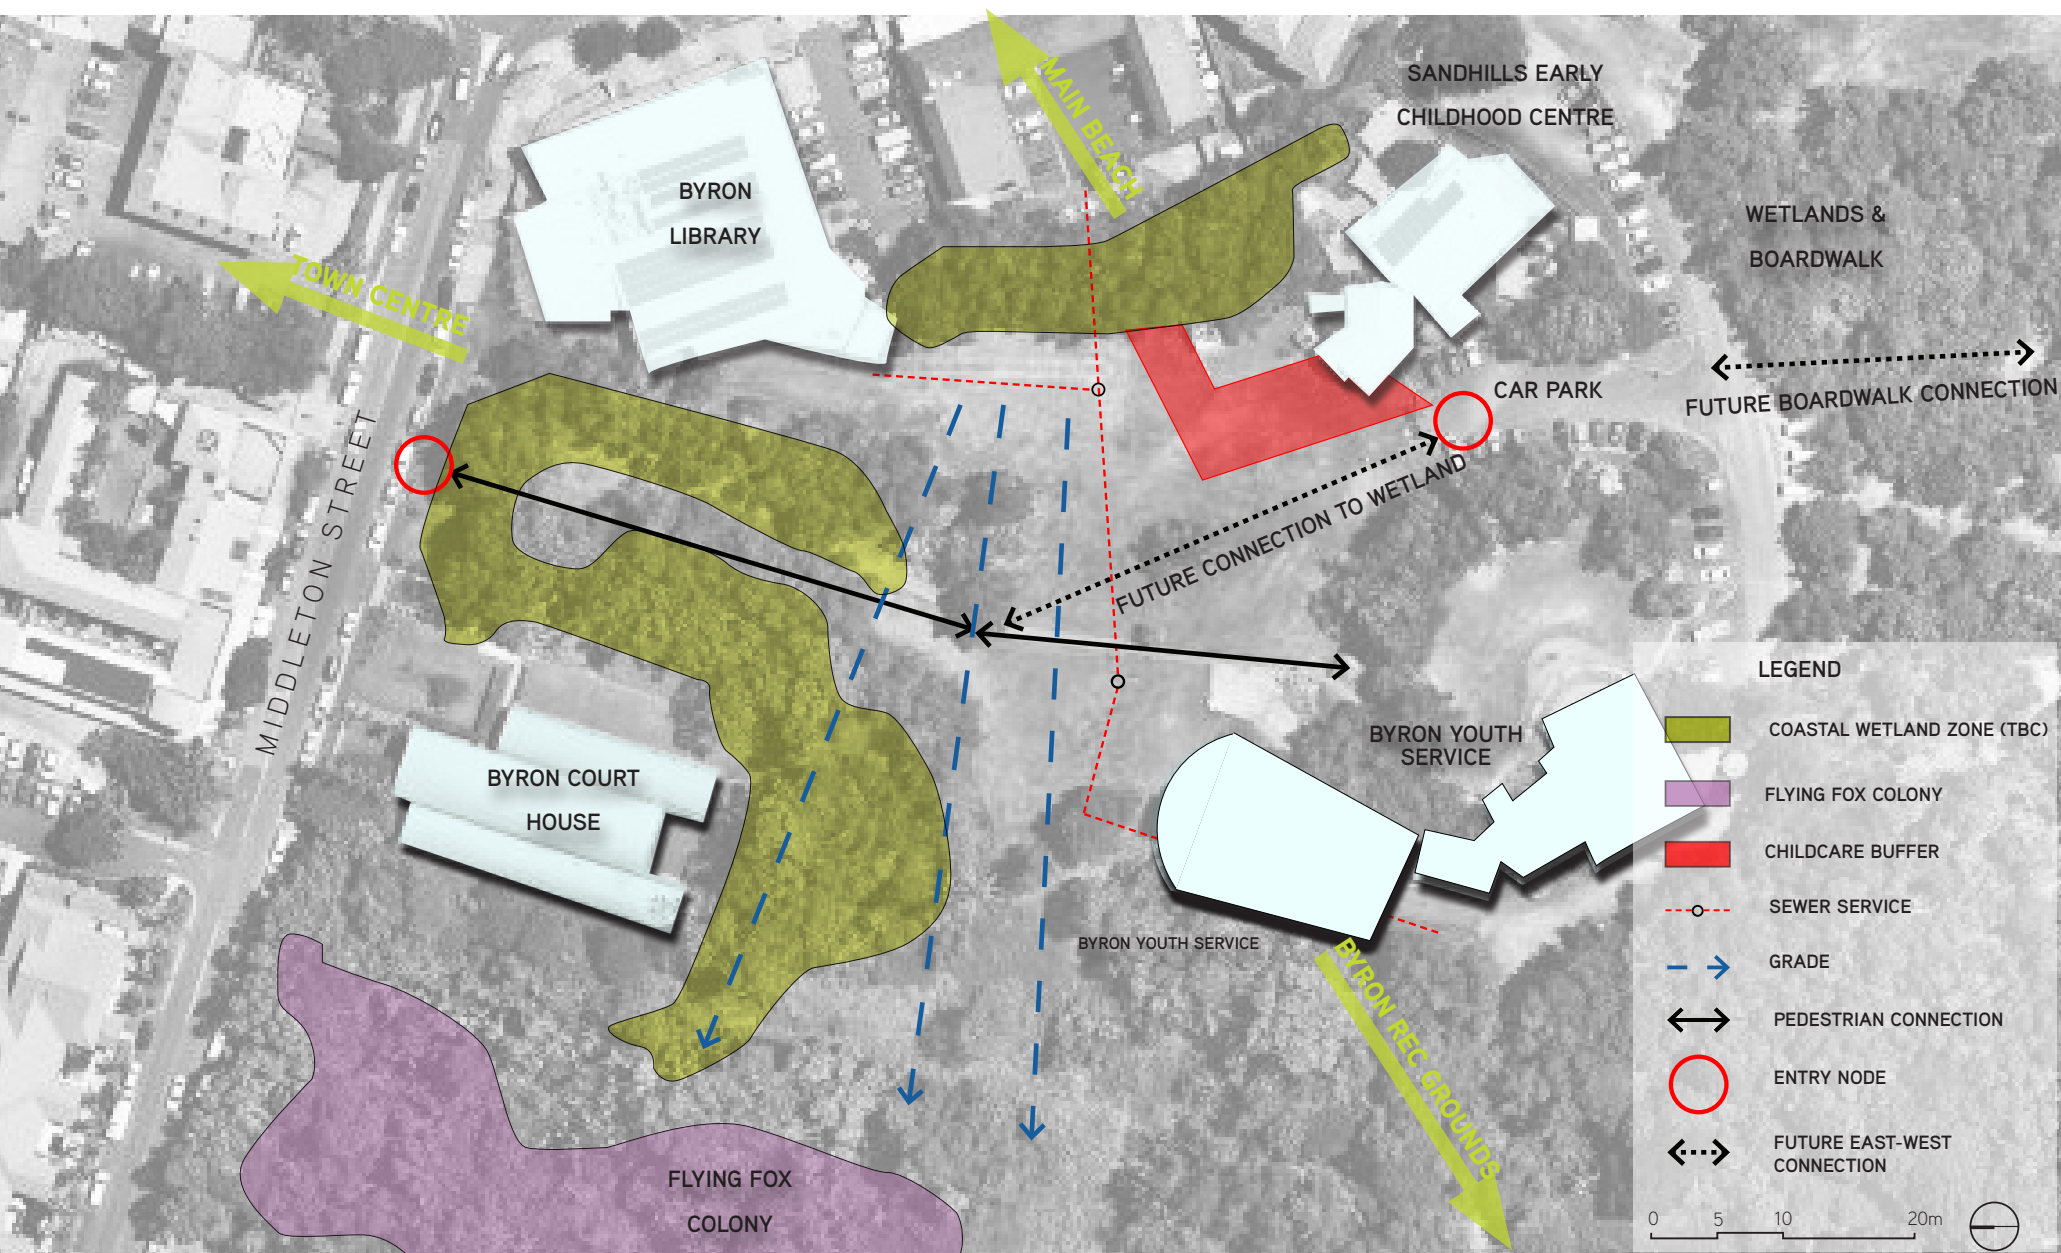 MAIN BEACH
SANDHILLS EARLY
CHILDHOOD CENTRE
BYRON
LIBRARY
WETLANDS &
BOARDWALK
TOWN CENTRE
CAR PARK
FUTURE BOARDWALK CONNECTION
MIDDLETON STREET
FUTURE CONNECTION TO WETLAND
BYRON YOUTH
SERVICE
BYRON COURT
HOUSE
BYRON YOUTH SERVICE
BYRON REC GROUNDS
FLYING FOX
COLONY
LEGEND
COASTAL WETLAND ZONE (TBC)
FLYING FOX COLONY
CHILDCARE BUFFER
SEWER SERVICE
GRADE
PEDESTRIAN CONNECTION
ENTRY NODE
FUTURE EAST-WEST
CONNECTION
0 5 10 20m